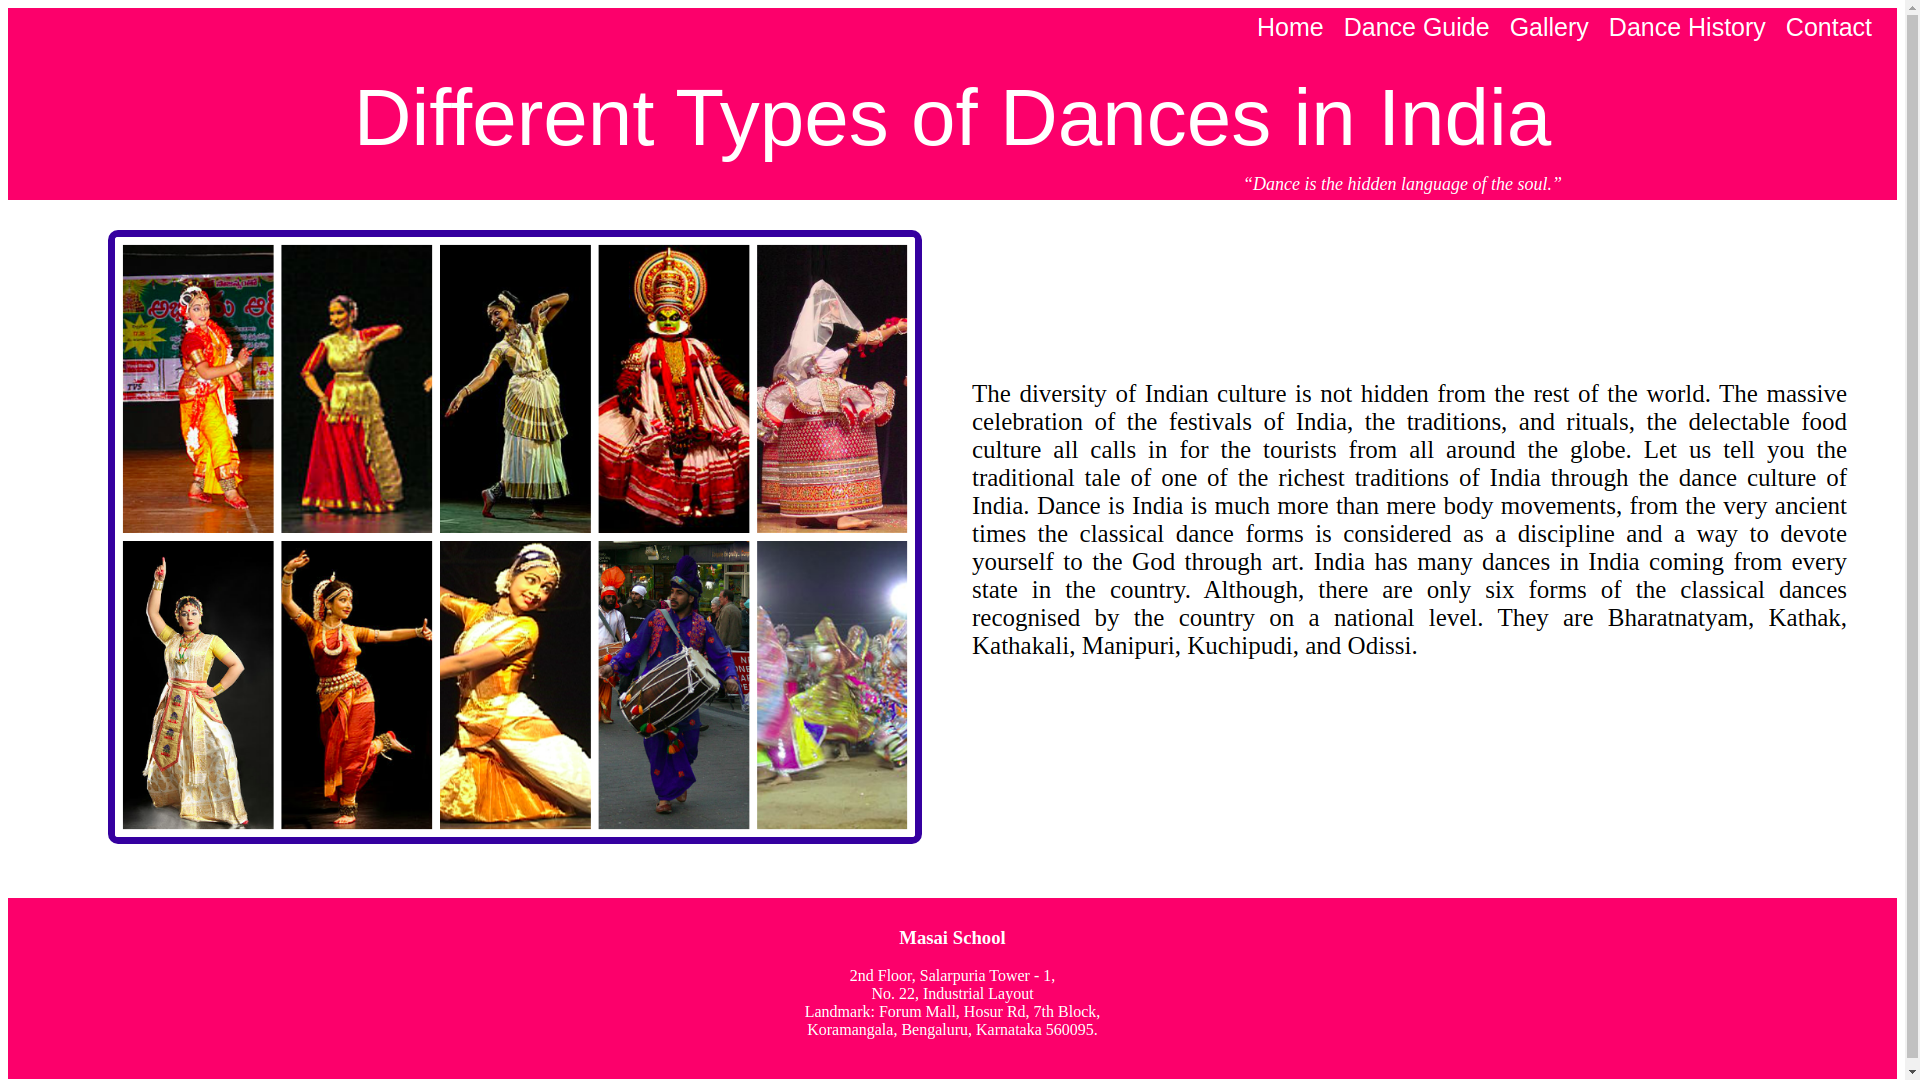 Home Dance Guide Gallery Dance History Contact
Different Types of Dances in India
“Dance is the hidden language of the soul.”
The diversity of Indian culture is not hidden from the rest of the world. The massive
celebration of the festivals of India, the traditions, and rituals, the delectable food
culture all calls in for the tourists from all around the globe. Let us tell you the
traditional tale of one of the richest traditions of India through the dance culture of
India. Dance is India is much more than mere body movements, from the very ancient
times the classical dance forms is considered as a discipline and a way to devote
yourself to the God through art. India has many dances in India coming from every
state in the country. Although, there are only six forms of the classical dances
recognised by the country on a national level. They are Bharatnatyam, Kathak,
Kathakali, Manipuri, Kuchipudi, and Odissi.
Masai School
2nd Floor, Salarpuria Tower - 1,
No. 22, Industrial Layout
Landmark: Forum Mall, Hosur Rd, 7th Block,
Koramangala, Bengaluru, Karnataka 560095.